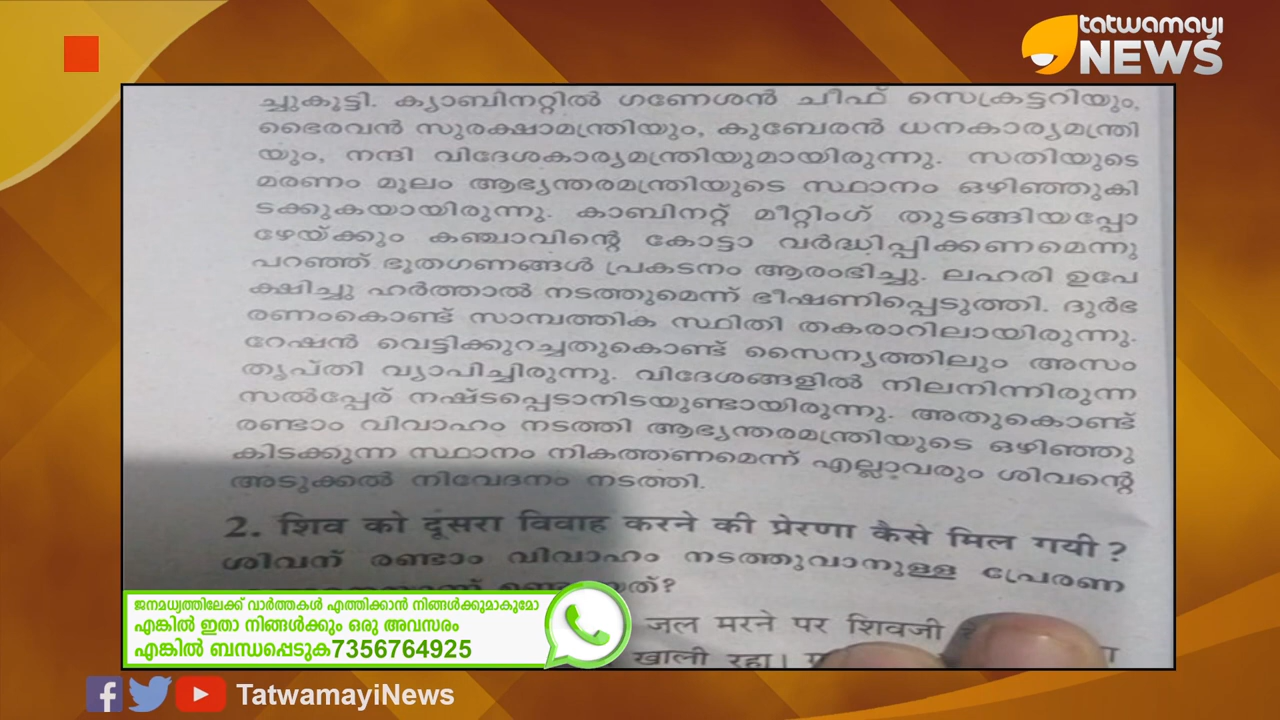 tatwamayi
NEWS
ച്ചുകൂട്ടി. ക്യാബിനറ്റിൽ ഗണേശൻ ചീഫ് സെക്രട്ടറിയും,
ഭൈരവൻ സുരക്ഷാമന്ത്രിയും, കുബേരൻ ധനകാര്യമന്ത്രി
യും, നന്ദി വിദേശകാര്യമന്ത്രിയുമായിരുന്നു. സതിയുടെ
മരണം മൂലം ആഭ്യന്തരമന്ത്രിയുടെ സ്ഥാനം ഒഴിഞ്ഞുകി
ടക്കുകയായിരുന്നു. കാബിനറ്റ് മീറ്റിംഗ് തുടങ്ങിയപ്പോ
ഴേയ്ക്കും കഞ്ചാവിന്റെ കോട്ടാ വർദ്ധിപ്പിക്കണമെന്നു
പറഞ്ഞ് ഭൂതഗണങ്ങൾ പ്രകടനം ആരംഭിച്ചു. ലഹരി ഉപേ
ക്ഷിച്ചു ഹർത്താൽ നടത്തുമെന്ന് ഭീഷണിപ്പെടുത്തി. ദുർഭ
രണംകൊണ്ട് സാമ്പത്തിക സ്ഥിതി തകരാറിലായിരുന്നു.
റേഷൻ വെട്ടിക്കുറച്ചതുകൊണ്ട് സൈന്യത്തിലും അസം
തൃപ്തി വ്യാപിച്ചിരുന്നു. വിദേശങ്ങളിൽ നിലനിന്നിരുന്ന
സൽപ്പേര് നഷ്ടപ്പെടാനിടയുണ്ടായിരുന്നു. അതുകൊണ്ട്
രണ്ടാം വിവാഹം നടത്തി ആഭ്യന്തരമന്ത്രിയുടെ ഒഴിഞ്ഞു
കിടക്കുന്ന സ്ഥാനം നികത്തണമെന്ന് എല്ലാവരും ശിവന്റെ
അടുക്കൽ നിവേദനം നടത്തി.
2. शिव को दूसरा विवाह करने की प्रेरणा कैसे मिल गयी ?
ശിവന് രണ്ടാം വിവാഹം നടത്തുവാനുള്ള പ്രേരണ
जल मरने पर शिवजी
खाली रहा।
ജനമധ്യത്തിലേക്ക് വാർത്തകൾ എത്തിക്കാൻ നിങ്ങൾക്കുമാകുമോ
എങ്കിൽ ഇതാ നിങ്ങൾക്കും ഒരു അവസരം
എങ്കിൽ ബന്ധപ്പെടുക7356764925
TatwamayiNews